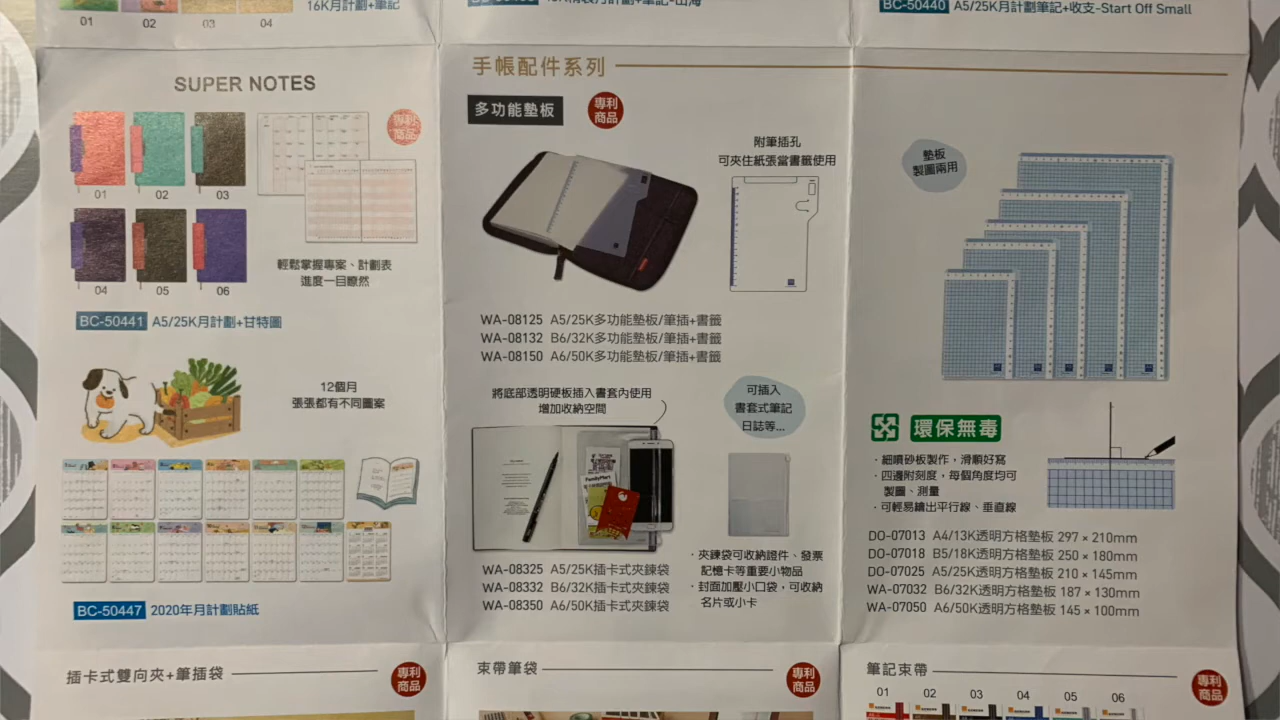 01
02
03
04
16K月計劃+筆記
BC-50440 A5/25K月計劃筆記+收支-Start Off Small
SUPER NOTES
專利
商品
01
02
03
04
05
06
輕鬆掌握專案、計劃表
進度一目瞭然
BC-50441 A5/25K月計劃+甘特圖
12個月
張張都有不同圖案
BC-50447 2020年月計劃貼紙
手帳配件系列
多功能墊板
專利
商品
附筆插孔
可夾住紙張當書籤使用
WA-08125 A5/25K多功能墊板/筆插+書籤
WA-08132 B6/32K多功能墊板/筆插+書籤
WA-08150 A6/50K多功能墊板/筆插+書籤
將底部透明硬板插入書套內使用
增加收納空間
可插入
書套式筆記
日誌等...
FamilyMart
WA-08325 A5/25K插卡式夾鍊袋
WA-08332 B6/32K插卡式夾鍊袋
WA-08350 A6/50K插卡式夾鍊袋
·夾鍊袋可收納證件、發票
記憶卡等重要小物品
·封面加壓小口袋，可收納
名片或小卡
墊板
製圖兩用
環保無毒
·細噴砂板製作，滑順好寫
·四邊附刻度，每個角度均可
製圖、測量
·可輕易繪出平行線、垂直線
DO-07013 A4/13K透明方格墊板 297×210mm
DO-07018 B5/18K透明方格墊板 250×180mm
DO-07025 A5/25K透明方格墊板 210×145mm
WA-07032 B6/32K透明方格墊板 187×130mm
WA-07050 A6/50K透明方格墊板 145×100mm
插卡式雙向夾+筆插袋
專利
商品
束帶筆袋
專利
商品
筆記束帶
專利
商品
01
02
03
04
05
06